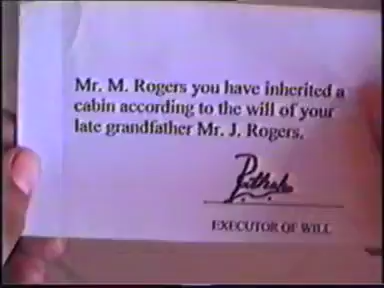 Mr. M. Rogers you have inherited a
cabin according to the will of your
late grandfather Mr. J. Rogers.
EXECUTOR OF WILL